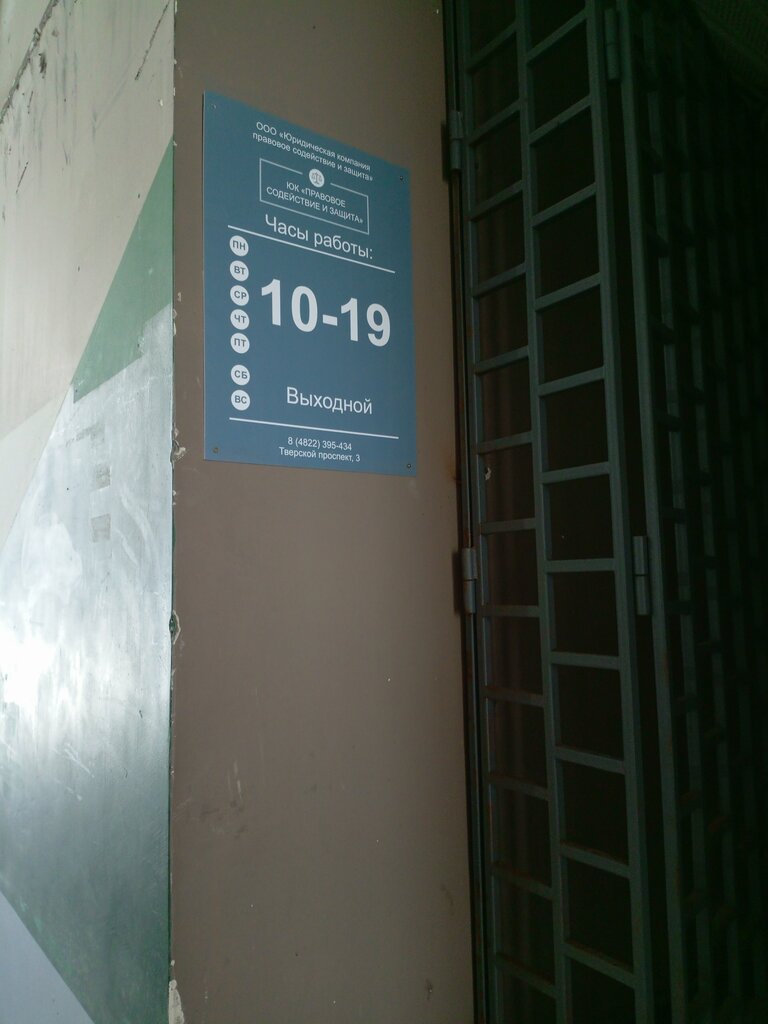 ООО «Юридическая компания
правовое содействие и защита»
ЮК «ПРАВОВОЕ
СОДЕЙСТВИЕ И ЗАЩИТА»
Часы работы:
ПН
ВТ
СР
ЧТ
ПТ
10-19
СБ
ВС
Выходной
8 (4822) 395-434
Тверской проспект, 3